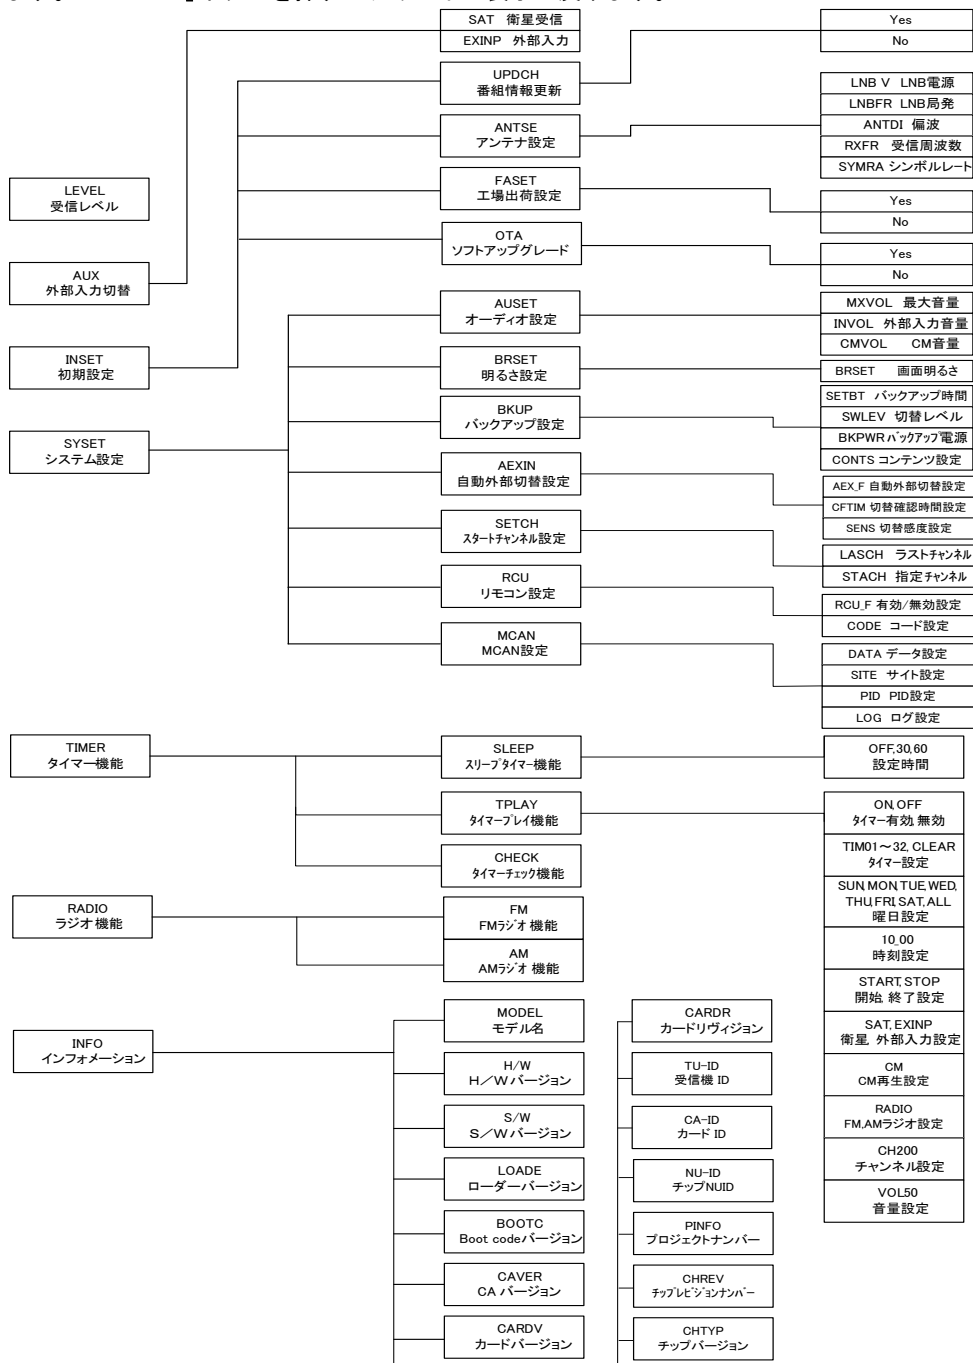 SAT 衛星受信
EXINP 外部入力
UPDCH
番組情報更新
ANTSE
アンテナ設定
FASET
工場出荷設定
OTA
ソフトアップグレード
Yes
No
LNB V LNB電源
LNBFR LNB局発
ANTDI 偏波
RXFR 受信周波数
SYMRA シンボルレート
Yes
No
Yes
No
LEVEL
受信レベル
AUX
外部入力切替
INSET
初期設定
SYSET
システム設定
AUSET
オーディオ設定
BRSET
明るさ設定
BKUP
バックアップ設定
AEXIN
自動外部切替設定
SETCH
スタートチャンネル設定
RCU
リモコン設定
MCAN
MCAN設定
MXVOL 最大音量
INVOL 外部入力音量
CMVOL CM音量
BRSET 画面明るさ
SETBT バックアップ時間
SWLEV 切替レベル
BKPWR バックアップ電源
CONTS コンテンツ設定
AEX_F 自動外部切替設定
CFTIM 切替確認時間設定
SENS 切替感度設定
LASCH ラストチャンネル
STACH 指定チャンネル
RCU_F 有効/無効設定
CODE コード設定
DATA データ設定
SITE サイト設定
PID PID設定
LOG ログ設定
TIMER
タイマー機能
SLEEP
スリープタイマー機能
TPLAY
タイマープレイ機能
CHECK
タイマーチェック機能
OFF,30,60
設定時間
ON,OFF
タイマー有効,無効
TIM01～32, CLEAR
タイマー設定
SUN,MON,TUE,WED,
THU,FRI,SAT,ALL
曜日設定
10_00
時刻設定
START,STOP
開始,終了設定
SAT,EXINP
衛星,外部入力設定
CM
CM再生設定
RADIO
FM,AMラジオ設定
CH200
チャンネル設定
VOL50
音量設定
RADIO
ラジオ機能
FM
FMラジオ機能
AM
AMラジオ機能
INFO
インフォメーション
MODEL
モデル名
H/W
H／Wバージョン
S/W
S／Wバージョン
LOADE
ローダーバージョン
BOOTC
Boot codeバージョン
CAVER
CA バージョン
CARDV
カードバージョン
CARDR
カードリヴィジョン
TU-ID
受信機 ID
CA-ID
カード ID
NU-ID
チップNUID
PINFO
プロジェクトナンバー
CHREV
チップレビジョンナンバー
CHTYP
チップバージョン